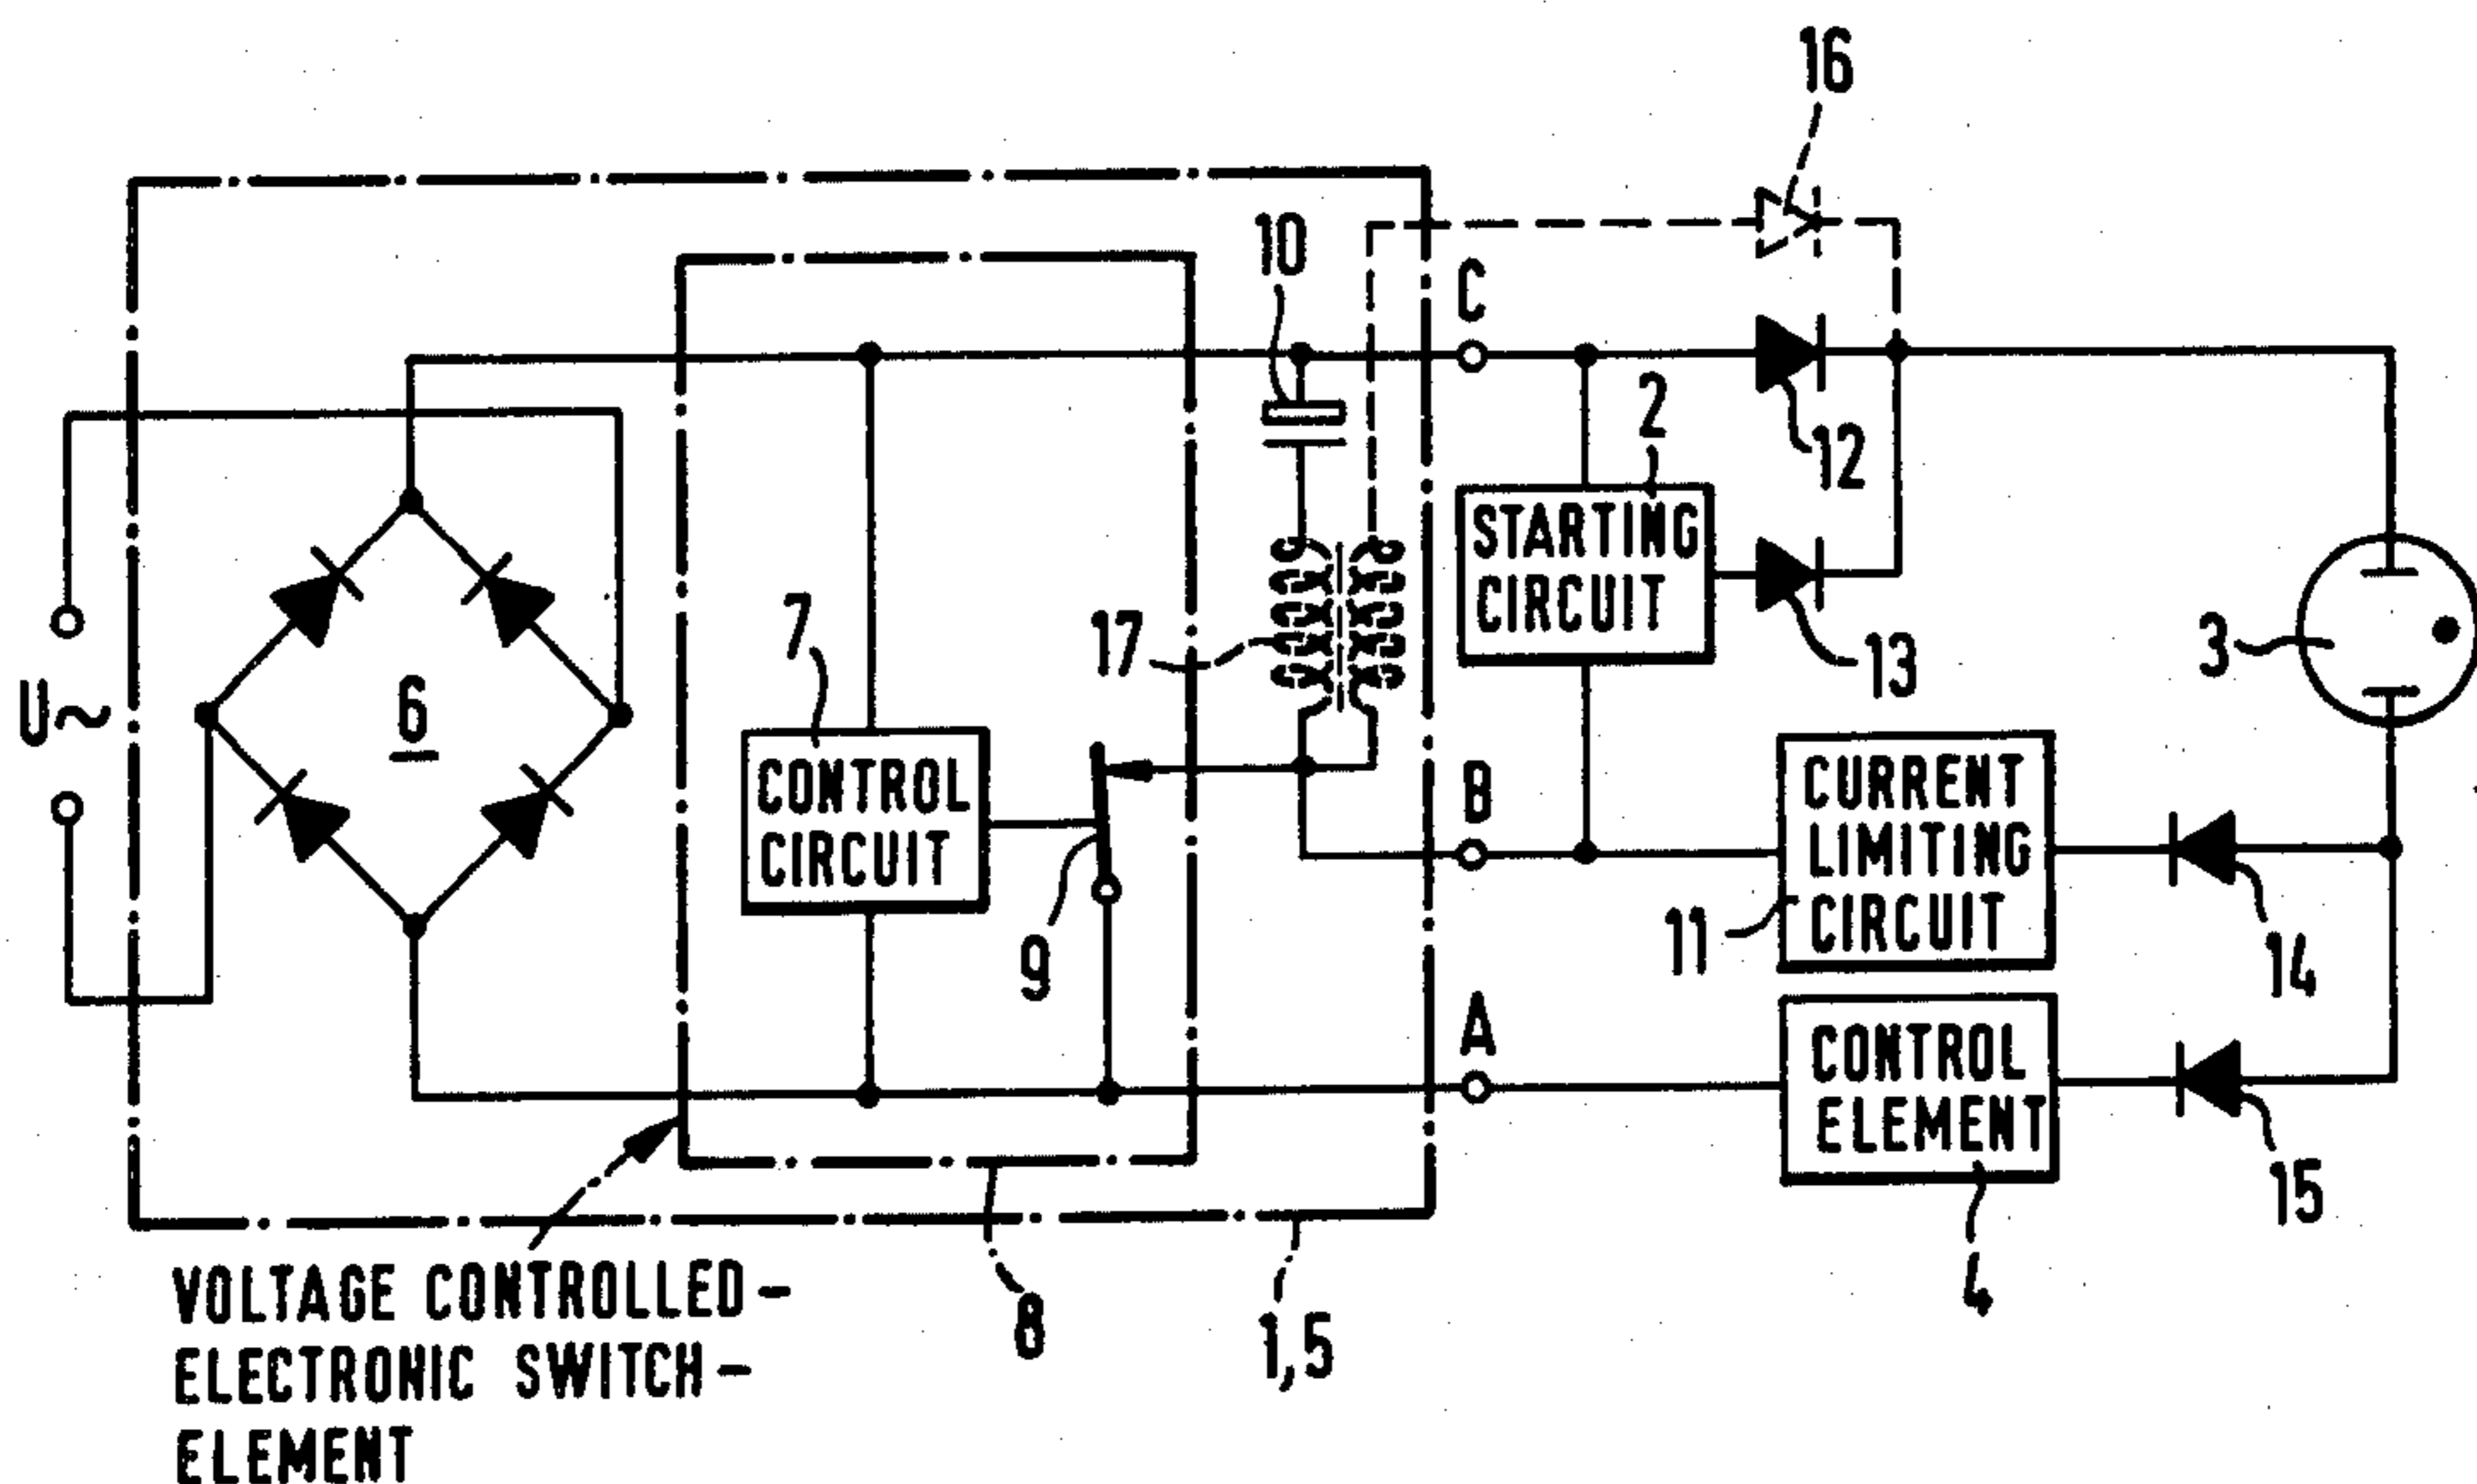 16
10
C
2
12
STARTING
CIRCUIT
7
17
13
3
U~
6
CONTROL
CIRCUIT
B
CURRENT
LIMITING
CIRCUIT
11
9
14
A
CONTROL
ELEMENT
15
4
VOLTAGE CONTROLLED-
ELECTRONIC SWITCH-
ELEMENT
8
1,5